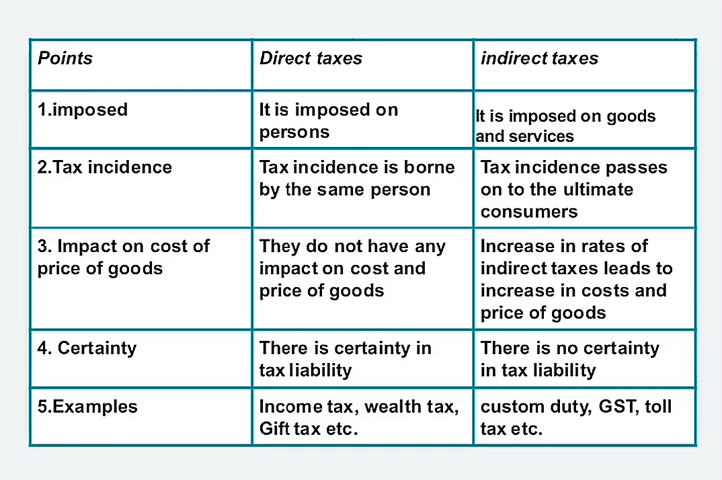 Points
Direct taxes
indirect taxes
1.imposed
It is imposed on
persons
It is imposed on goods
and services
2.Tax incidence
Tax incidence is borne
by the same person
Tax incidence passes
on to the ultimate
consumers
3. Impact on cost of
price of goods
They do not have any
impact on cost and
price of goods
Increase in rates of
indirect taxes leads to
increase in costs and
price of goods
4. Certainty
There is certainty in
tax liability
There is no certainty
in tax liability
5.Examples
Income tax, wealth tax,
Gift tax etc.
custom duty, GST, toll
tax etc.